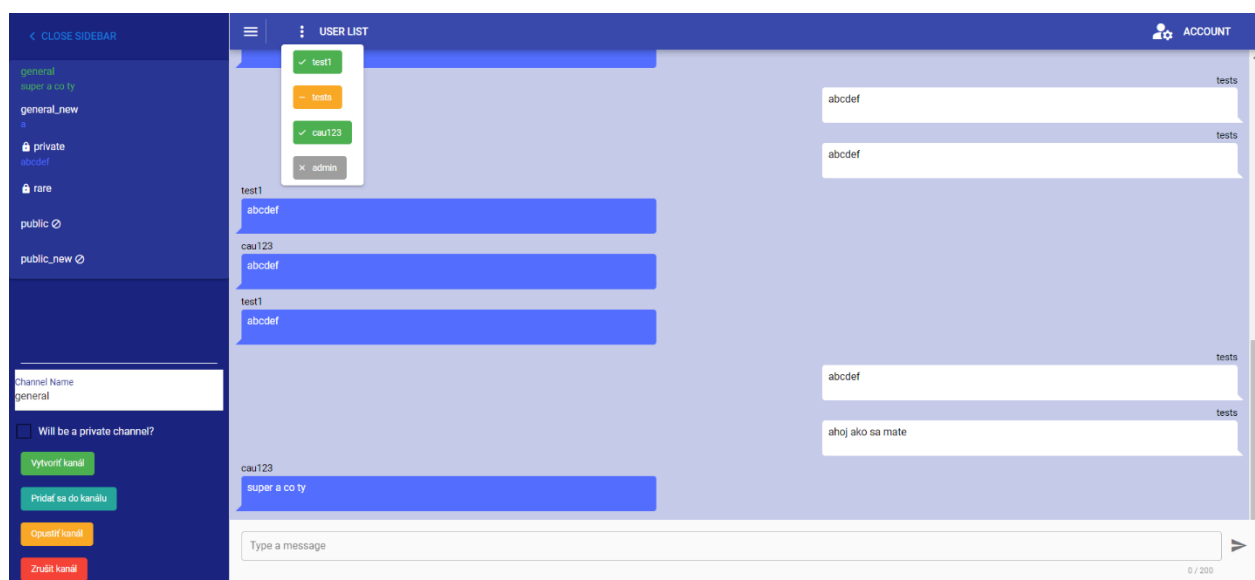 CLOSE SIDEBAR
USER LIST
ACCOUNT
general
super a co ty
general_new
a
private
abcdef
rare
public
public_new
Channel Name
general
Will be a private channel?
Vytvoriť kanál
Pridať sa do kanálu
Opustiť kanál
Zrušit kanál
test1
tests
cau123
admin
tests
abcdef
tests
abcdef
test1
abcdef
cau123
abcdef
test1
abcdef
tests
abcdef
tests
ahoj ako sa mate
cau123
super a co ty
Type a message
0 / 200